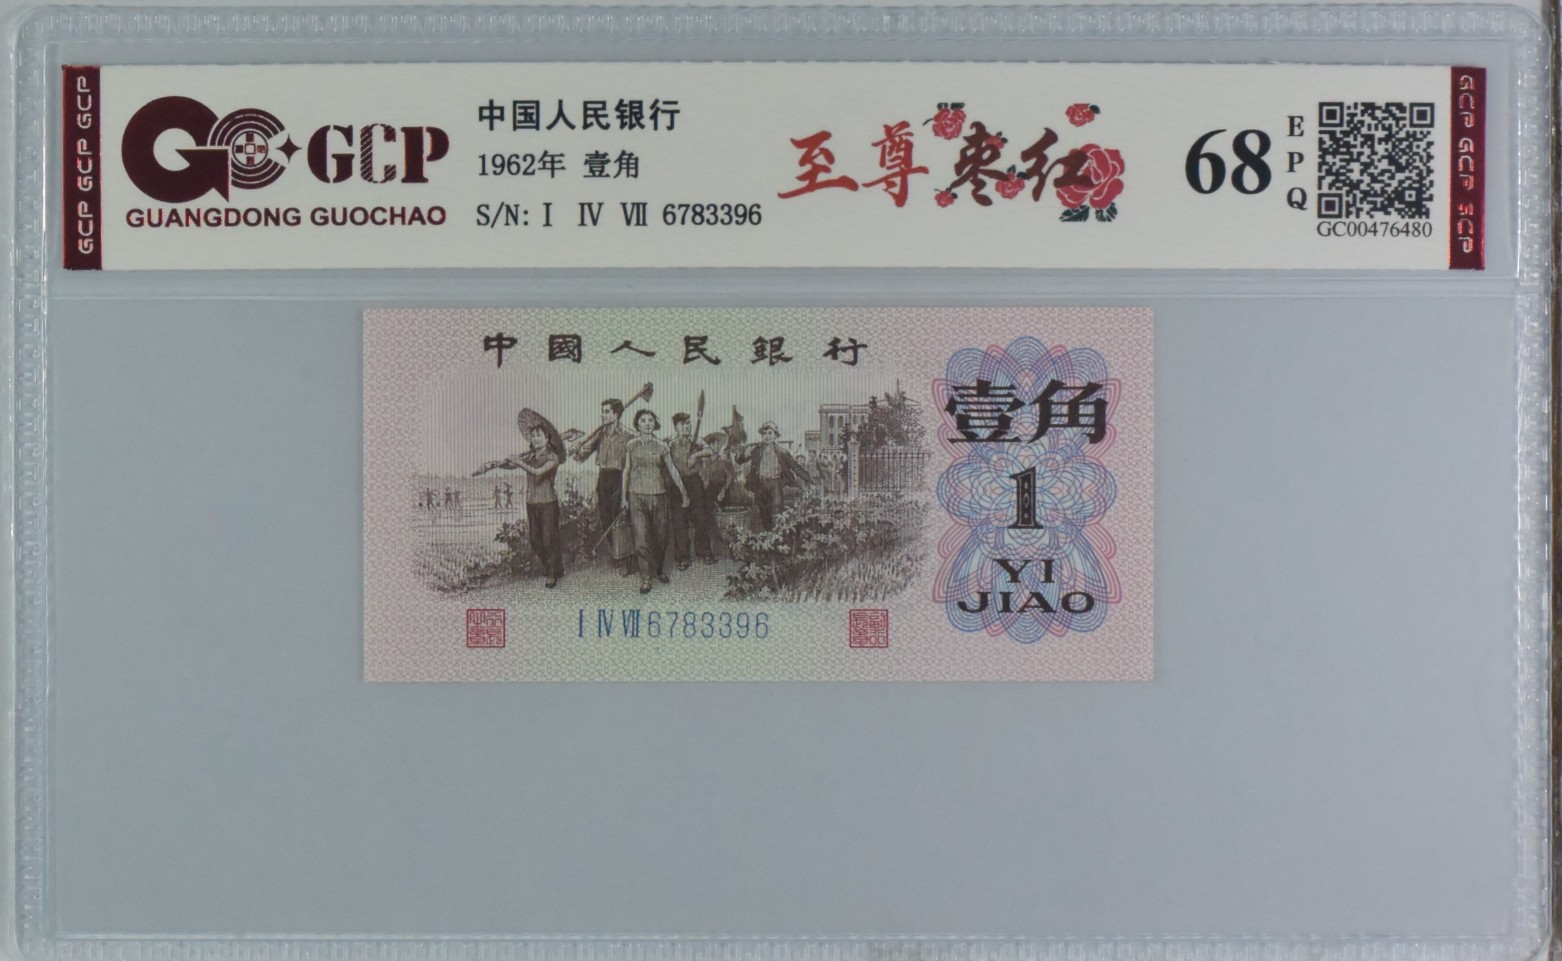 GCP GCP GCP
GCP
GUANGDONG GUOCHAO
中国人民银行
1962年 壹角
S/N: I IV VII 6783396
至尊枣红
68
EPQ
GC00476480
GCP GCP GCP
中國人民銀行
壹角
1
YI
JIAO
I IV VII 6783396